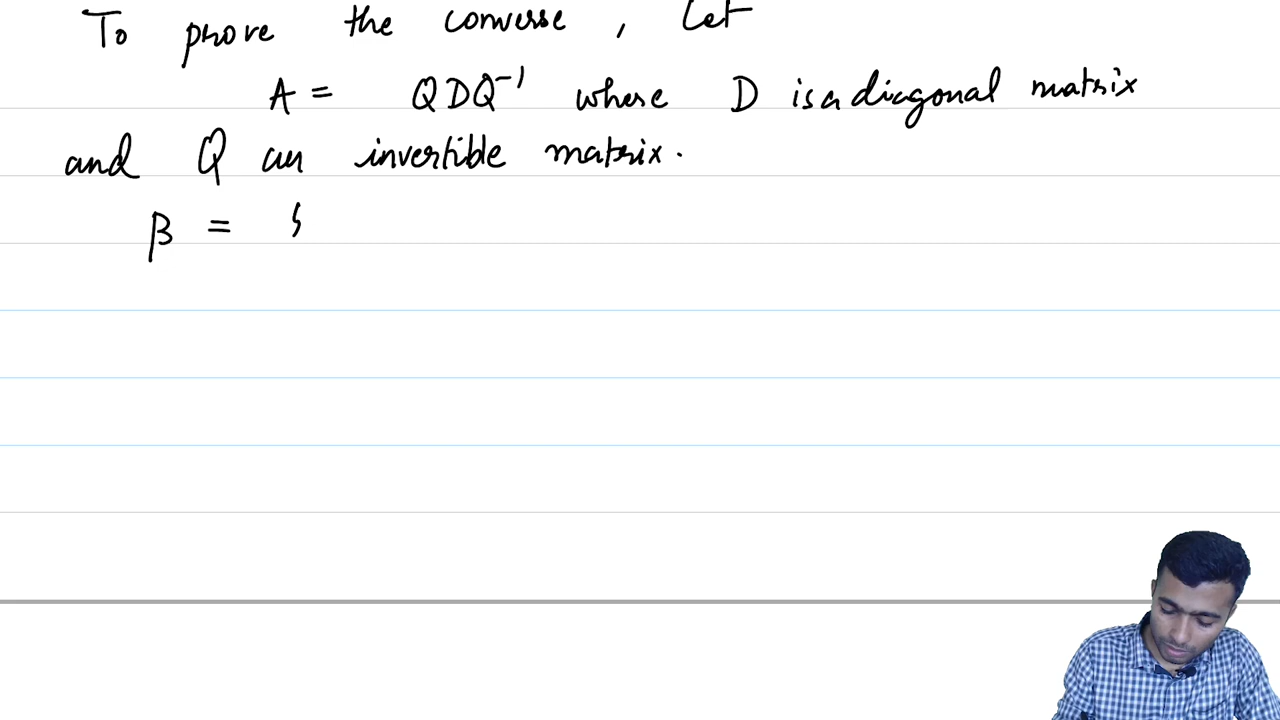 To prove the converse, Let
A = QDQ⁻¹ where D is a diagonal matrix
and Q an invertible matrix.
β = {